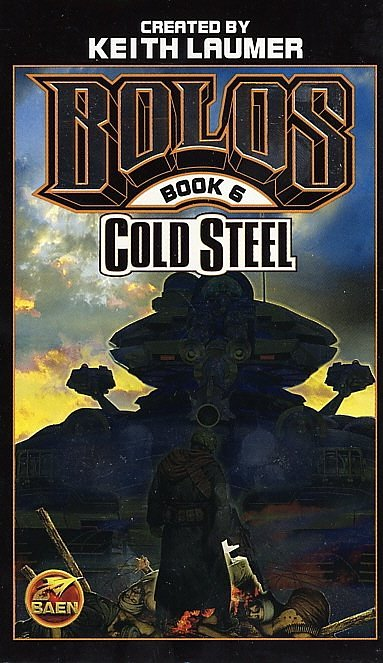 CREATED BY
KEITH LAUMER
BOLOS
BOOK 6
COLD STEEL
BAEN